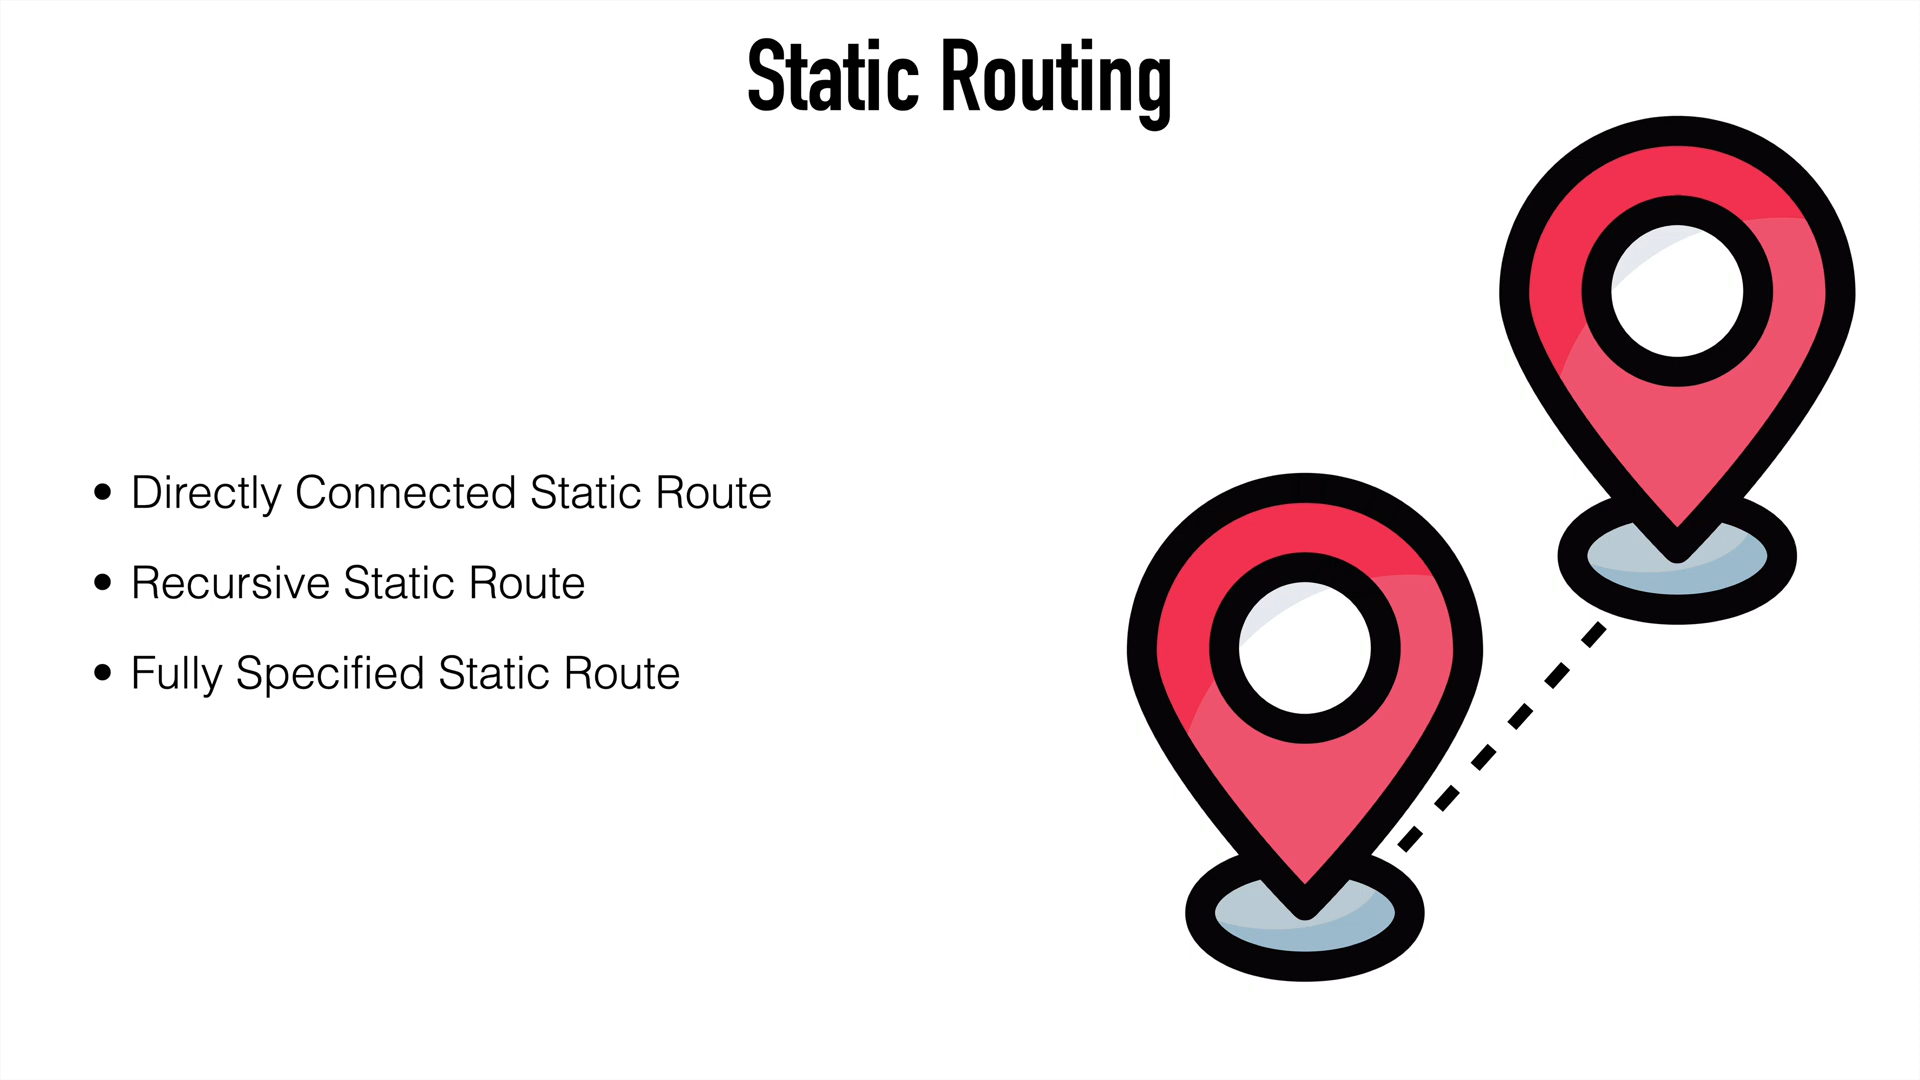 Static Routing
• Directly Connected Static Route
• Recursive Static Route
• Fully Specified Static Route